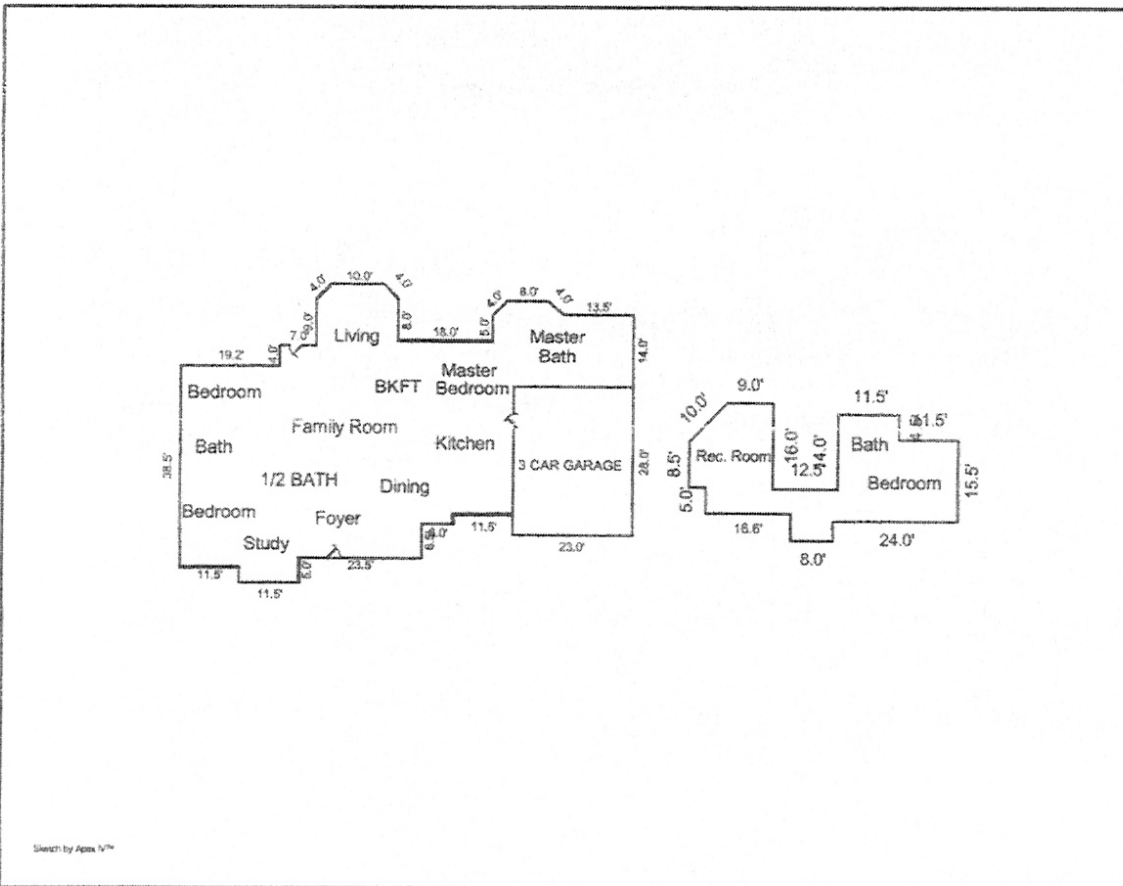 4.0' 10.0' 4.0'
4.0' 8.0' 4.0'
9.0' 8.0' 5.0' 13.5'
Living 18.0' Master
Bath
14.0'
19.2' 4.0'
Bedroom BKFT Master
Bedroom
9.0' 11.5'
10.0'
Family Room
Bath 38.5' Kitchen
3 CAR GARAGE 28.0'
8.5' Rec. Room 16.0' 14.0' Bath
12.5' Bedroom 15.5'
1/2 BATH Dining
5.0'
Bedroom Foyer
16.6' 24.0'
Study 11.5'
23.0' 8.0'
11.5' 5.0' 23.5'
11.5'
Sketch by Apex IV™